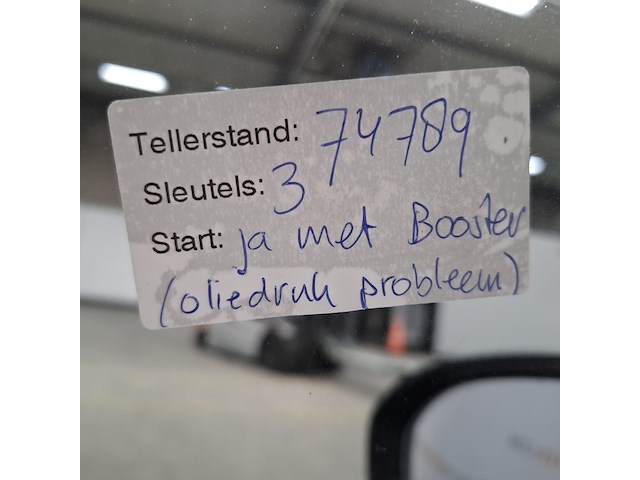 Tellerstand: 74789
Sleutels: 3
Start: ja met Booster
(oliedruk probleem)